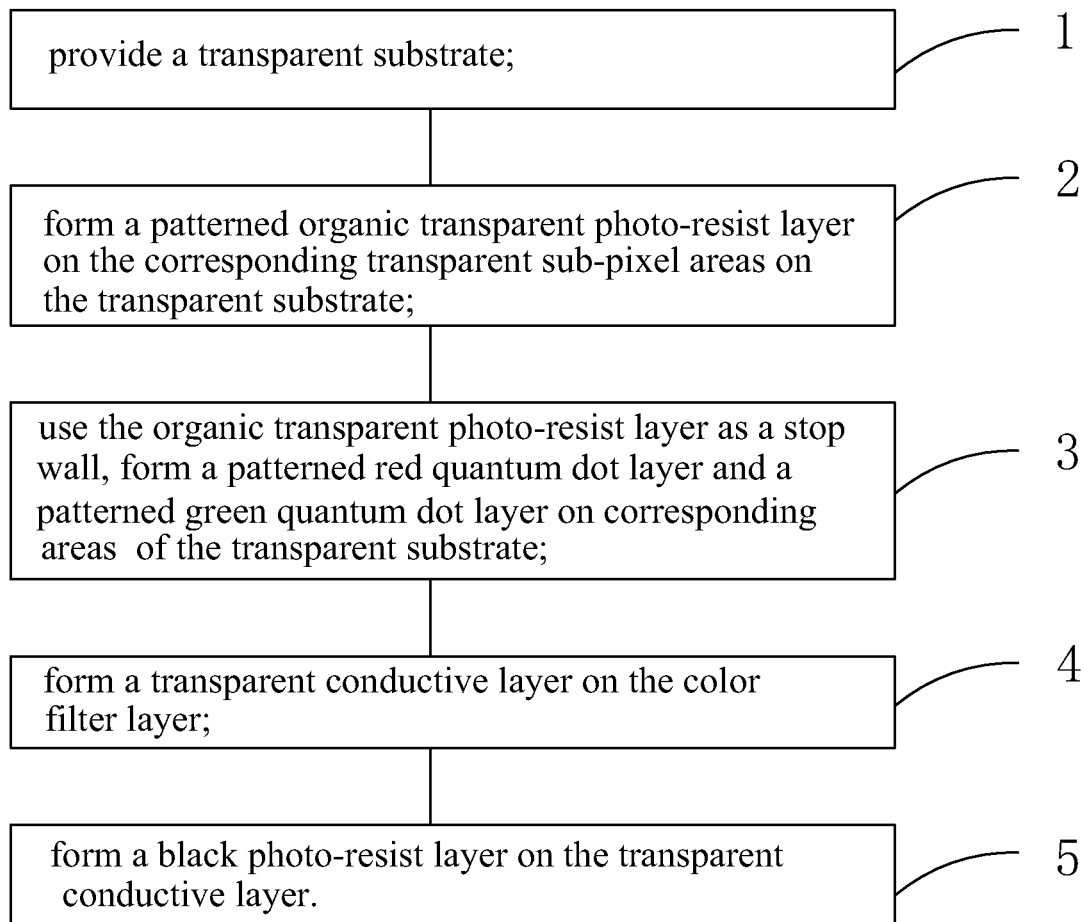 provide a transparent substrate;
1
form a patterned organic transparent photo-resist layer
on the corresponding transparent sub-pixel areas on
the transparent substrate;
2
use the organic transparent photo-resist layer as a stop
wall, form a patterned red quantum dot layer and a
patterned green quantum dot layer on corresponding
areas of the transparent substrate;
3
form a transparent conductive layer on the color
filter layer;
4
form a black photo-resist layer on the transparent
conductive layer.
5